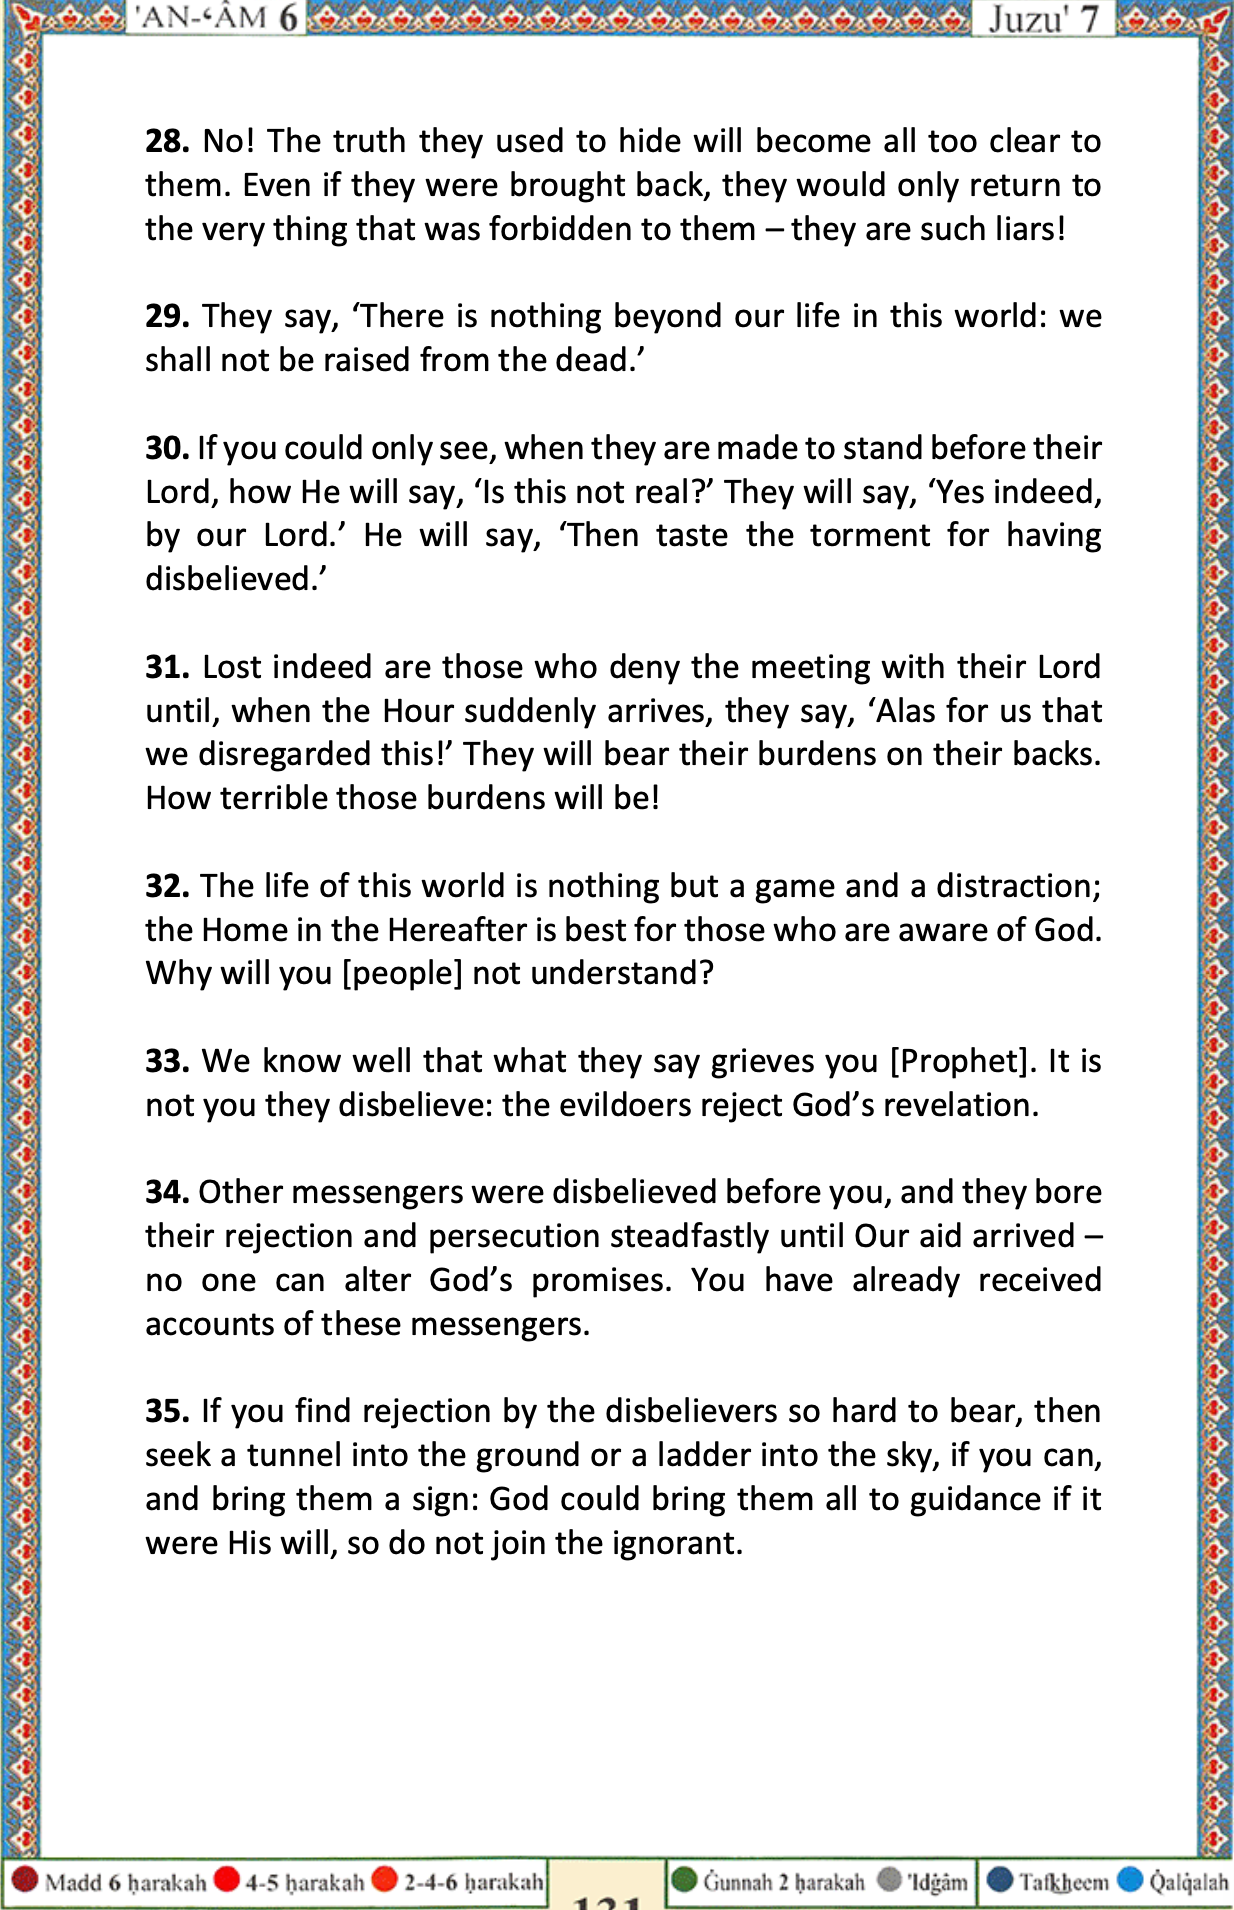 'AN-‘ÂM 6 Juzu' 7
28. No! The truth they used to hide will become all too clear to
them. Even if they were brought back, they would only return to
the very thing that was forbidden to them – they are such liars!
29. They say, ‘There is nothing beyond our life in this world: we
shall not be raised from the dead.’
30. If you could only see, when they are made to stand before their
Lord, how He will say, ‘Is this not real?’ They will say, ‘Yes indeed,
by our Lord.’ He will say, ‘Then taste the torment for having
disbelieved.’
31. Lost indeed are those who deny the meeting with their Lord
until, when the Hour suddenly arrives, they say, ‘Alas for us that
we disregarded this!’ They will bear their burdens on their backs.
How terrible those burdens will be!
32. The life of this world is nothing but a game and a distraction;
the Home in the Hereafter is best for those who are aware of God.
Why will you [people] not understand?
33. We know well that what they say grieves you [Prophet]. It is
not you they disbelieve: the evildoers reject God’s revelation.
34. Other messengers were disbelieved before you, and they bore
their rejection and persecution steadfastly until Our aid arrived –
no one can alter God’s promises. You have already received
accounts of these messengers.
35. If you find rejection by the disbelievers so hard to bear, then
seek a tunnel into the ground or a ladder into the sky, if you can,
and bring them a sign: God could bring them all to guidance if it
were His will, so do not join the ignorant.
Madd 6 ḥarakah 4-5 ḥarakah 2-4-6 ḥarakah 131 Ġunnah 2 ḥarakah 'Idġâm Tafkheem Q̇alq̇alah